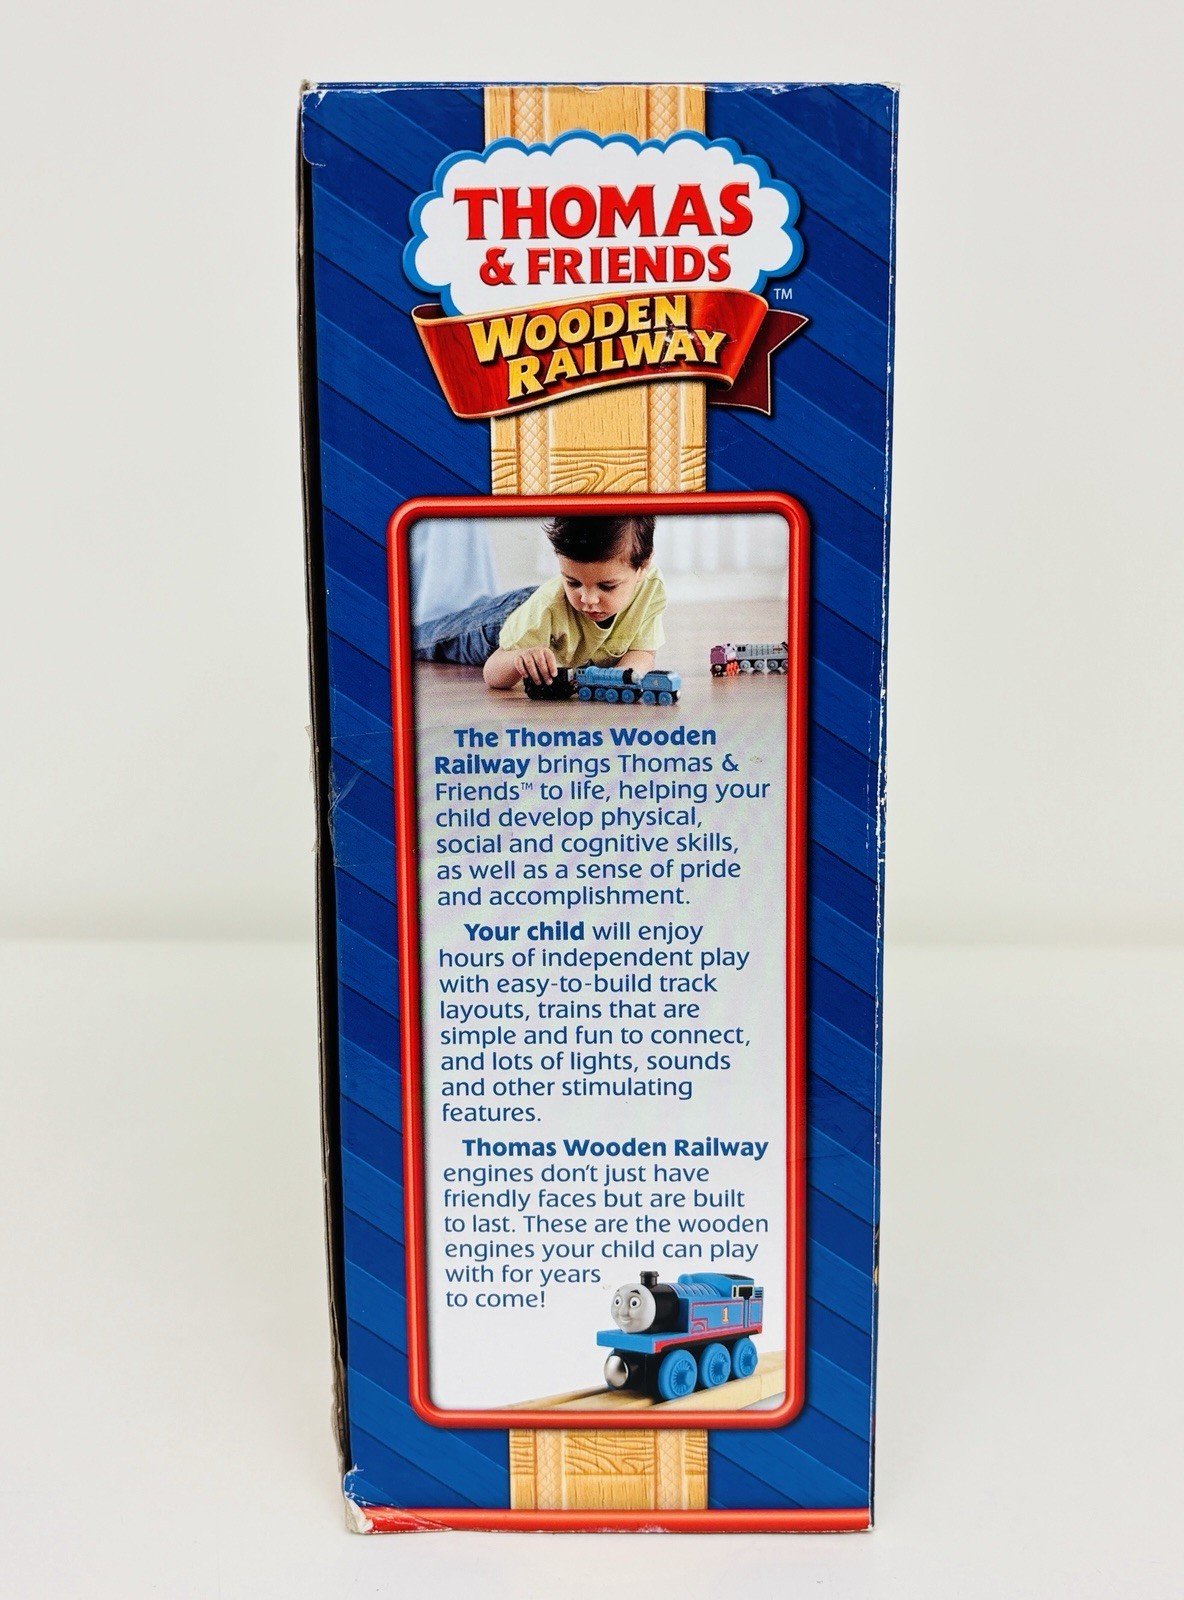 THOMAS
& FRIENDS
WOODEN
RAILWAY
TM
The Thomas Wooden
Railway brings Thomas &
Friends™ to life, helping your
child develop physical,
social and cognitive skills,
as well as a sense of pride
and accomplishment.
Your child will enjoy
hours of independent play
with easy-to-build track
layouts, trains that are
simple and fun to connect,
and lots of lights, sounds
and other stimulating
features.
Thomas Wooden Railway
engines don't just have
friendly faces but are built
to last. These are the wooden
engines your child can play
with for years
to come!
1